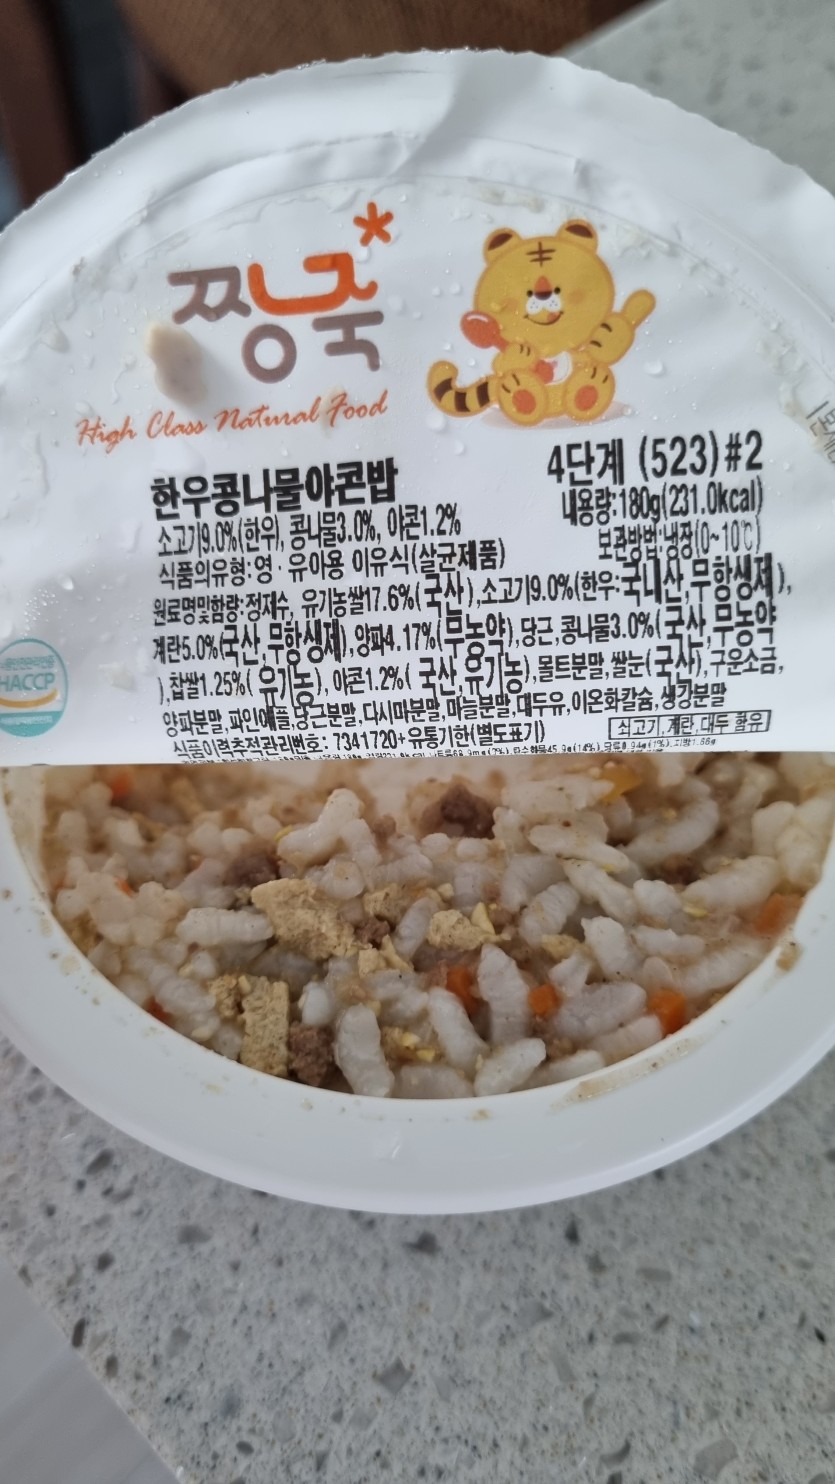 짱죽*
High Class Natural Food
한우콩나물야콘밥
4단계 (523)#2
소고기9.0%(한우), 콩나물3.0%, 야콘1.2%
내용량:180g(231.0kcal)
식품의유형:영·유아용 이유식(살균제품)
보관방법:냉장(0~10℃)
원료명및함량:정제수, 유기농쌀17.6%(국산),소고기9.0%(한우:국내산,무항생제),
계란5.0%(국산,무항생제),양파4.17%(무농약),당근,콩나물3.0%(국산,무농약
),찹쌀1.25%(유기농),야콘1.2%(국산,유기농),몰트분말,쌀눈(국산),구운소금,
양파분말,파인애플,당근분말,다시마분말,마늘분말,대두유,이온화칼슘,생강분말
식품이력추적관리번호: 7341720+유통기한(별도표기)
쇠고기,계란,대두 함유
HACCP